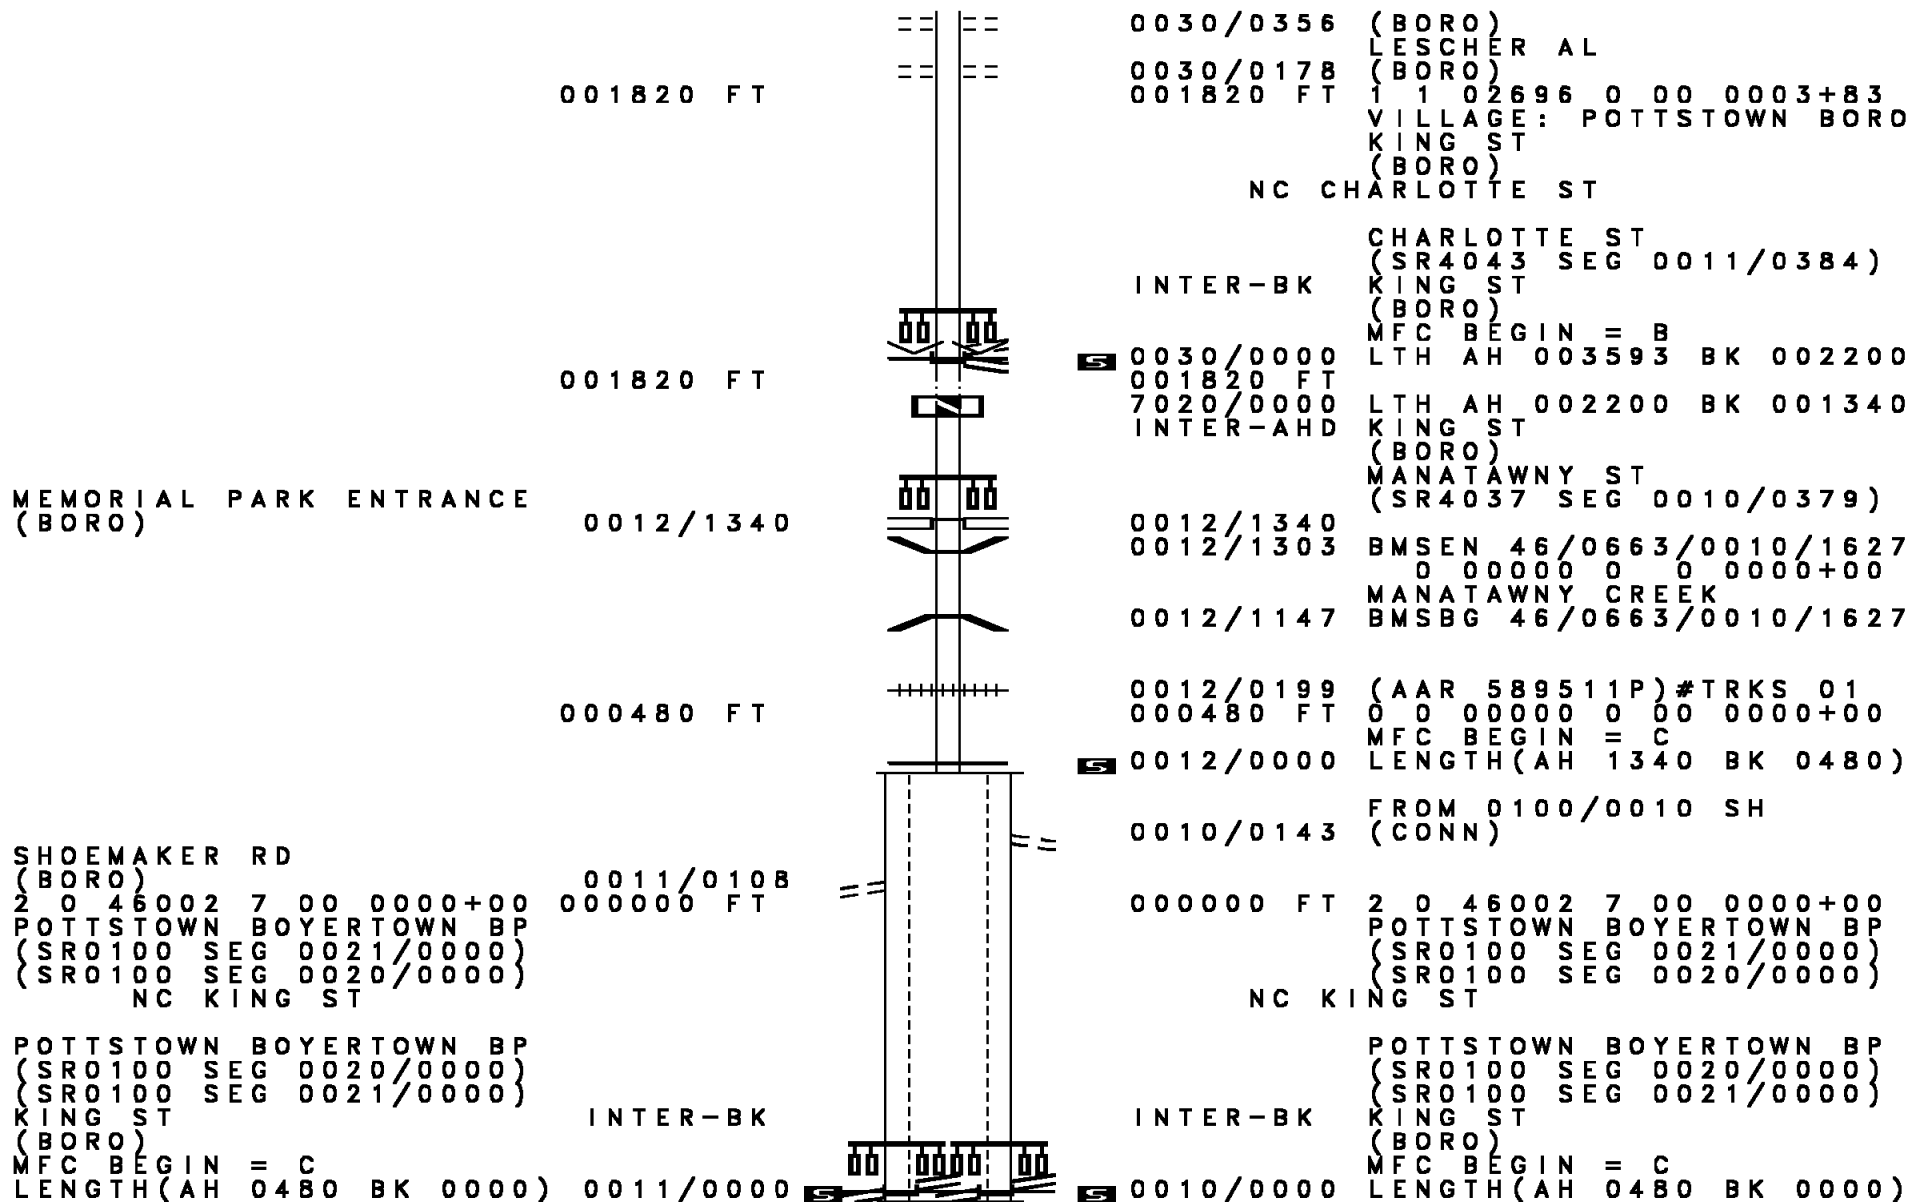 0030/0356 (BORO)
LESCHER AL
0030/0178 (BORO)
001820 FT 001820 FT 1 1 02696 0 00 0003+83
VILLAGE: POTTSTOWN BORO
KING ST
(BORO)
NC CHARLOTTE ST
CHARLOTTE ST
(SR4043 SEG 0011/0384)
INTER-BK KING ST
(BORO)
MFC BEGIN = B
S 0030/0000 LTH AH 003593 BK 002200
001820 FT 001820 FT
7020/0000 LTH AH 002200 BK 001340
INTER-AHD KING ST
(BORO)
MANATAWNY ST
MEMORIAL PARK ENTRANCE (SR4037 SEG 0010/0379)
(BORO) 0012/1340 0012/1340
0012/1303 BMSEN 46/0663/0010/1627
0 00000 0 0 0000+00
MANATAWNY CREEK
0012/1147 BMSBG 46/0663/0010/1627
0012/0199 (AAR 589511P)#TRKS 01
000480 FT 000480 FT 0 0 00000 0 00 0000+00
MFC BEGIN = C
S 0012/0000 LENGTH(AH 1340 BK 0480)
FROM 0100/0010 SH
0010/0143 (CONN)
SHOEMAKER RD
(BORO) 0011/0108
2 0 46002 7 00 0000+00 000000 FT 000000 FT 2 0 46002 7 00 0000+00
POTTSTOWN BOYERTOWN BP POTTSTOWN BOYERTOWN BP
(SR0100 SEG 0021/0000) (SR0100 SEG 0021/0000)
(SR0100 SEG 0020/0000) (SR0100 SEG 0020/0000)
NC KING ST NC KING ST
POTTSTOWN BOYERTOWN BP POTTSTOWN BOYERTOWN BP
(SR0100 SEG 0020/0000) (SR0100 SEG 0020/0000)
(SR0100 SEG 0021/0000) (SR0100 SEG 0021/0000)
KING ST INTER-BK INTER-BK KING ST
(BORO) (BORO)
MFC BEGIN = C MFC BEGIN = C
LENGTH(AH 0480 BK 0000) 0011/0000 S S 0010/0000 LENGTH(AH 0480 BK 0000)